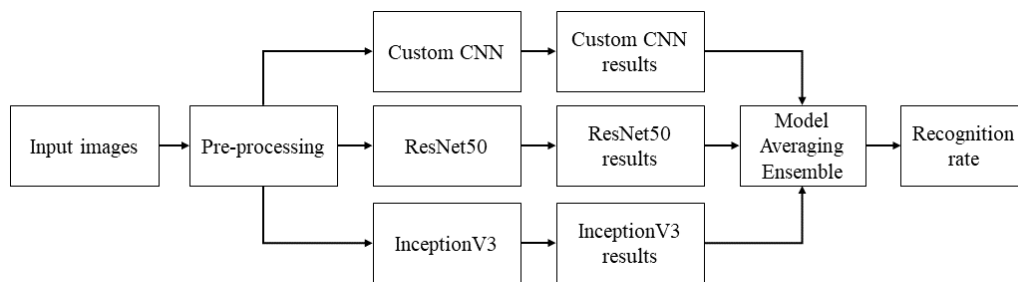 Custom CNN
Custom CNN
results
Input images
Pre-processing
ResNet50
ResNet50
results
Model
Averaging
Ensemble
Recognition
rate
InceptionV3
InceptionV3
results